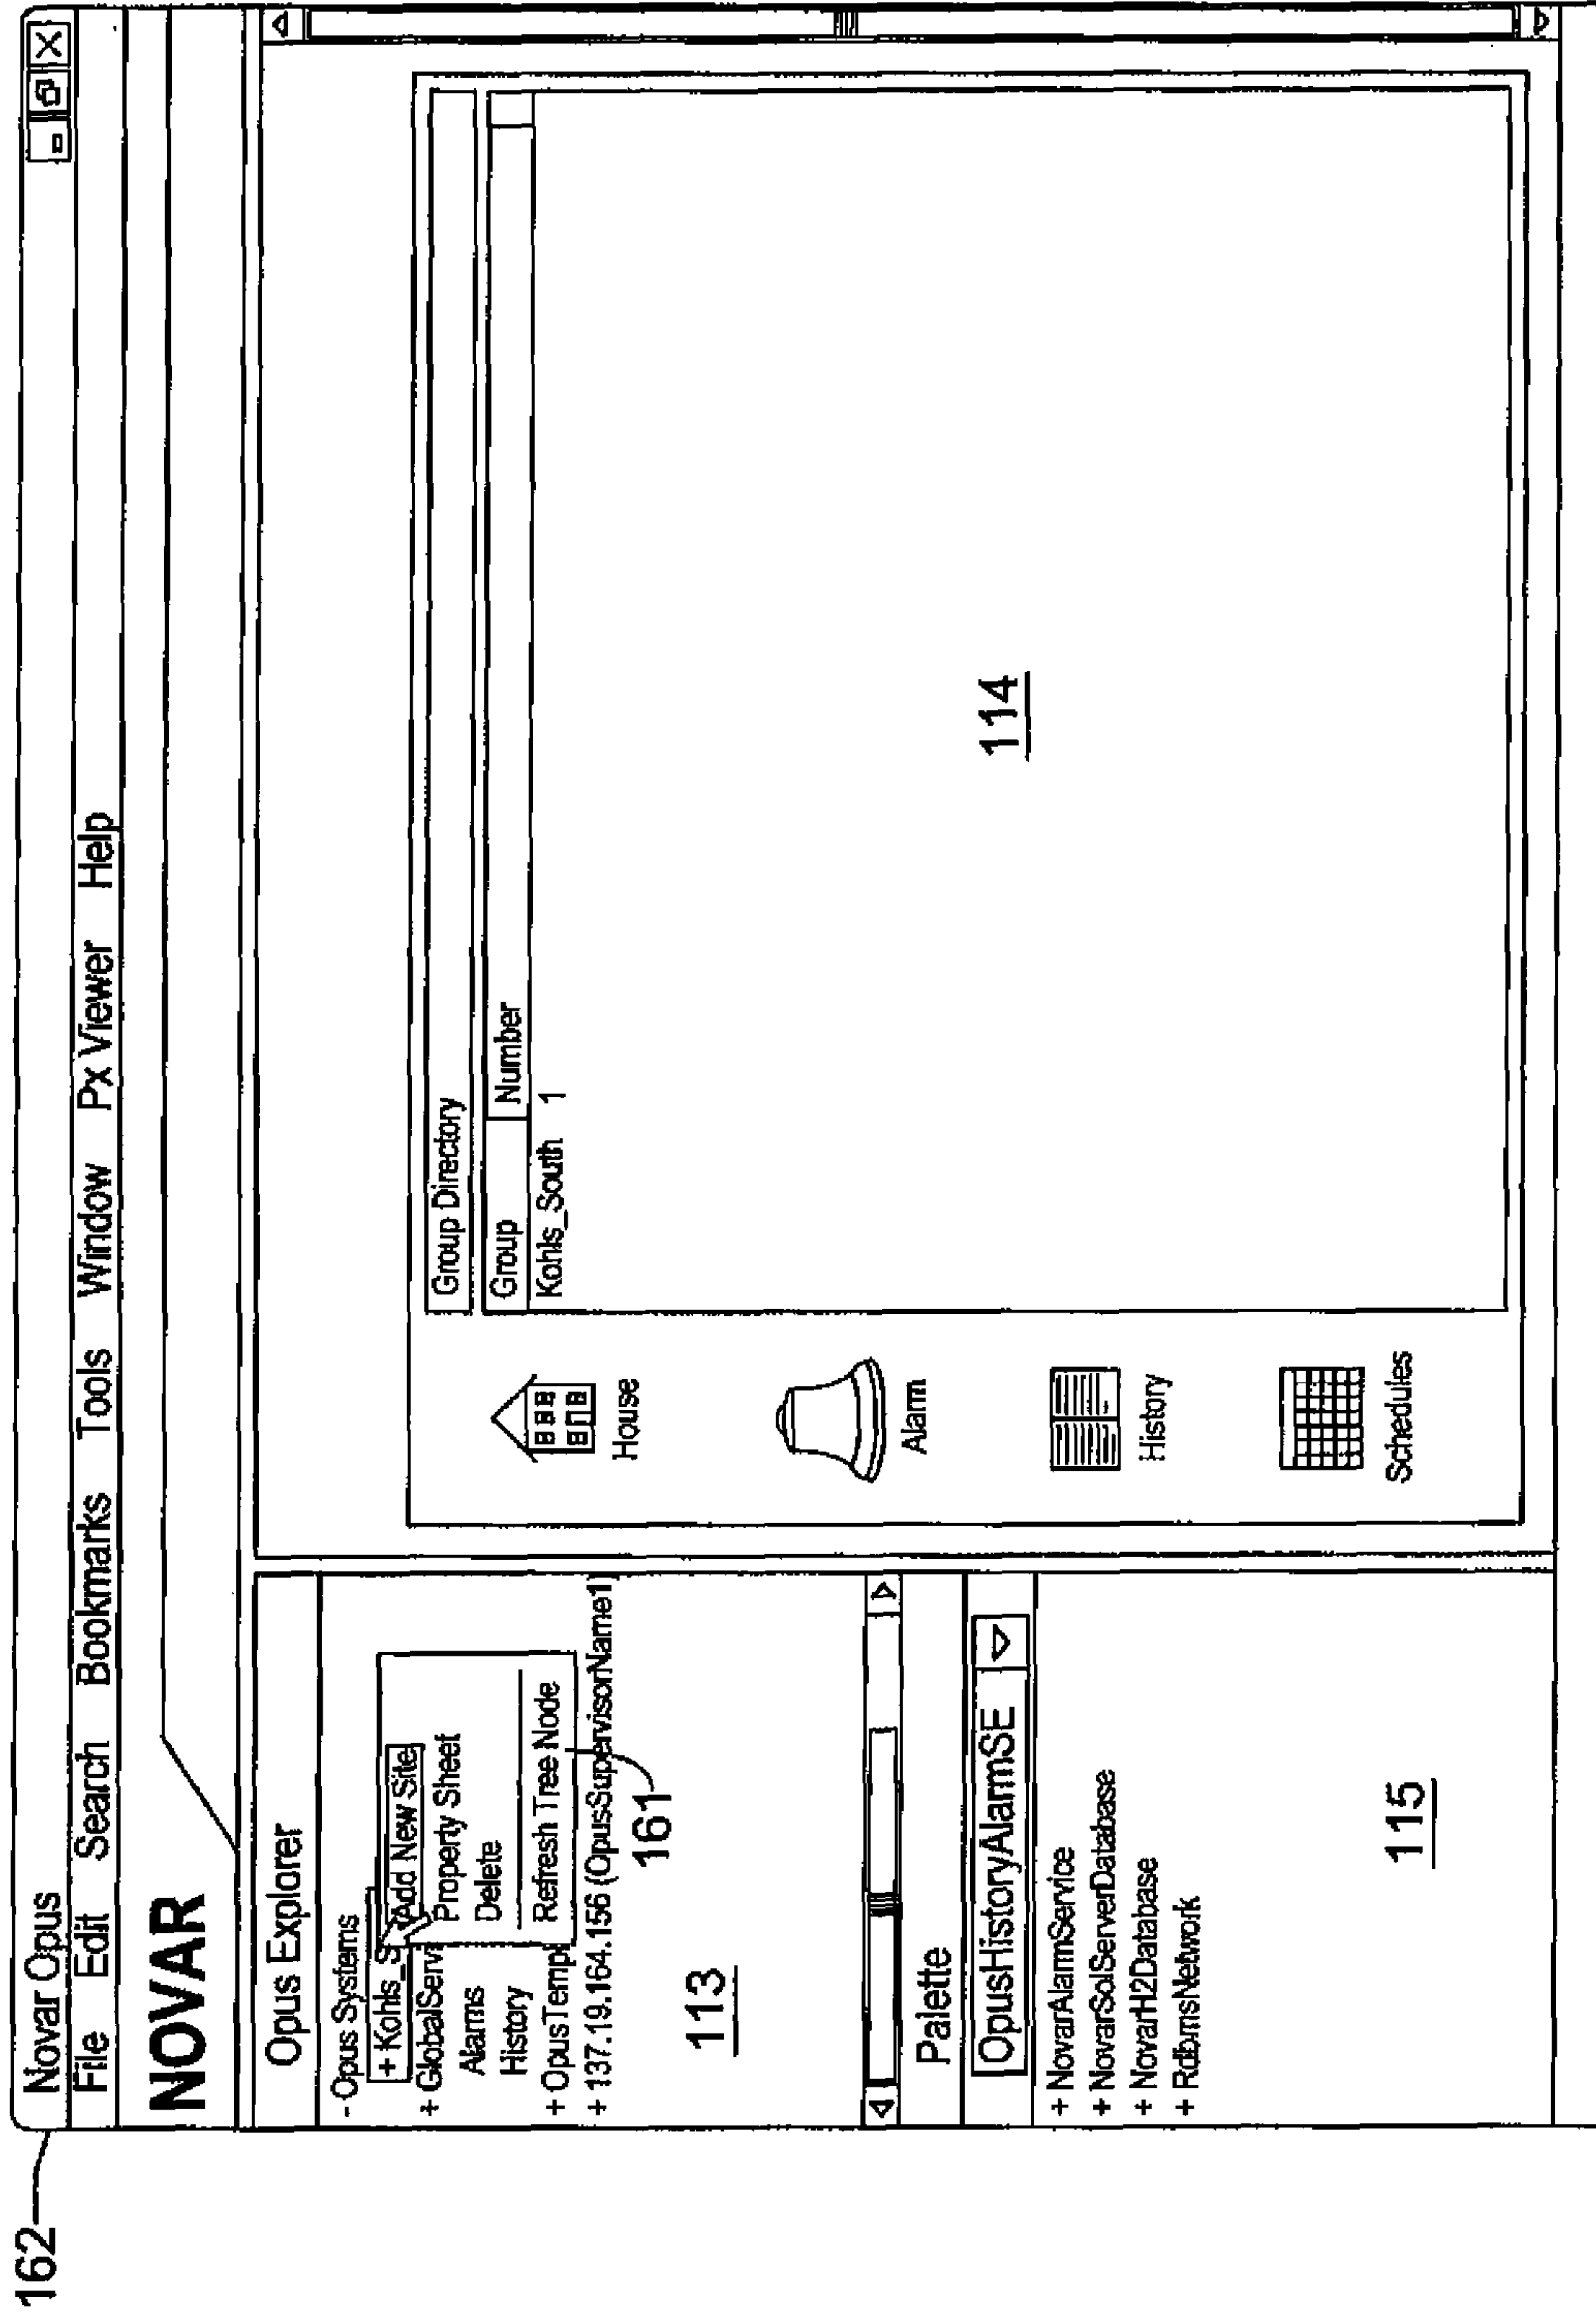 162
Novar Opus
File Edit Search Bookmarks Tools Window Px Viewer Help
NOVAR
Opus Explorer
- Opus Systems
+ Kohls_S
+ GlobalServi
Alarms
History
+ OpusTempl
+ 137.19.164.156 (OpusSupervisorName1)
Add New Site
Property Sheet
Delete
Refresh Tree Node
161
113
Palette
OpusHistoryAlarmSE
+ NovarAlarmService
+ NovarSolServerDatabase
+ NovarH2Database
+ RdbmsNetwork
115
House
Alarm
History
Schedules
Group Directory
Group Number
Kohls_South 1
114